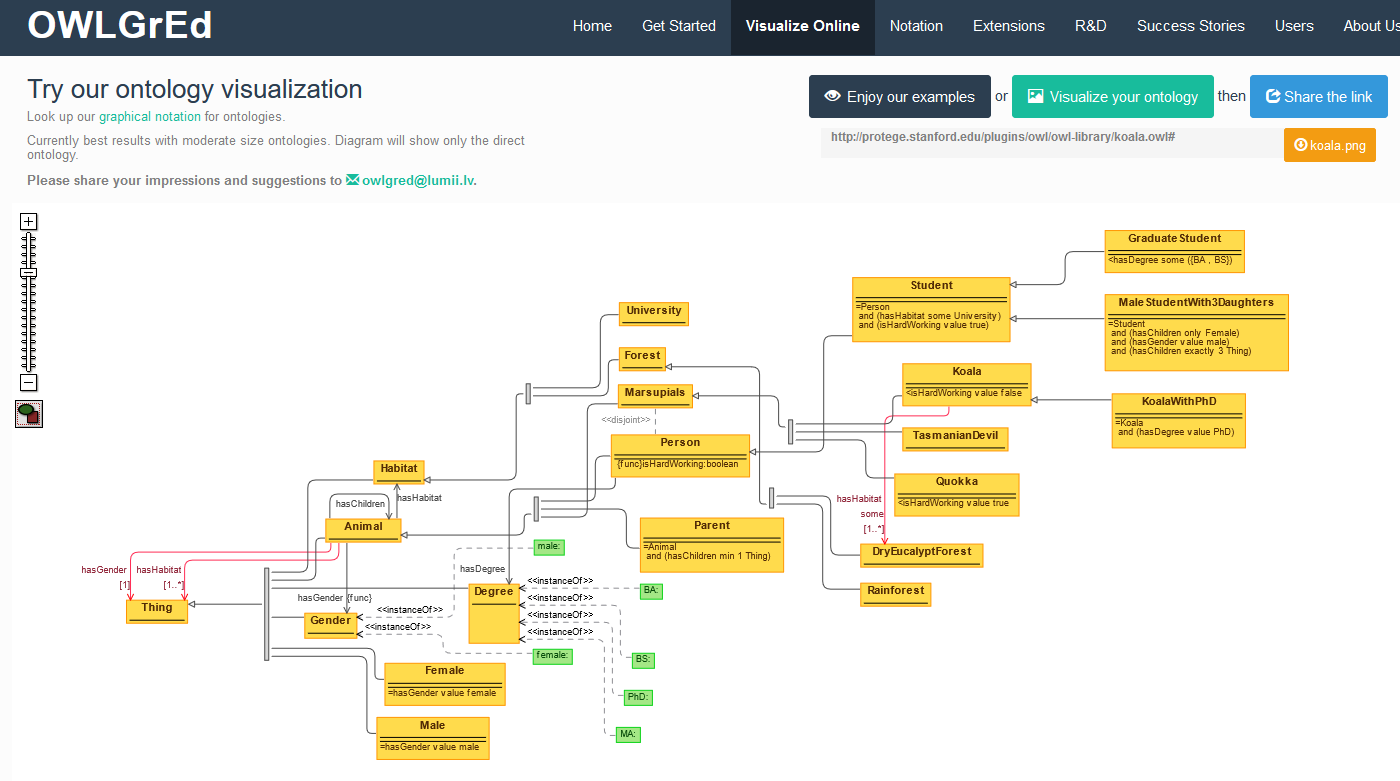 OWLGrEd
Home
Get Started
Visualize Online
Notation
Extensions
R&D
Success Stories
Users
About Us
Try our ontology visualization
Look up our graphical notation for ontologies.
Currently best results with moderate size ontologies. Diagram will show only the direct
ontology.
Please share your impressions and suggestions to owlgred@lumii.lv.
Enjoy our examples or Visualize your ontology then Share the link
http://protege.stanford.edu/plugins/owl/owl-library/koala.owl#
koala.png
GraduateStudent
<hasDegree some ({BA , BS})
Student
=Person
and (hasHabitat some University)
and (isHardWorking value true)
MaleStudentWith3Daughters
=Student
and (hasChildren only Female)
and (hasGender value male)
and (hasChildren exactly 3 Thing)
University
Forest
Marsupials
<<disjoint>>
Person
{func}isHardWorking:boolean
Koala
<isHardWorking value false
KoalaWithPhD
=Koala
and (hasDegree value PhD)
TasmanianDevil
Quokka
<isHardWorking value true
hasHabitat
some
[1..*]
DryEucalyptForest
Rainforest
Parent
=Animal
and (hasChildren min 1 Thing)
Habitat
hasChildren
hasHabitat
Animal
hasGender
[1]
hasHabitat
[1..*]
Thing
hasGender {func}
Gender
male:
<<instanceOf>>
<<instanceOf>>
female:
hasDegree
Degree
<<instanceOf>>
<<instanceOf>>
<<instanceOf>>
<<instanceOf>>
BA:
BS:
PhD:
MA:
Female
=hasGender value female
Male
=hasGender value male